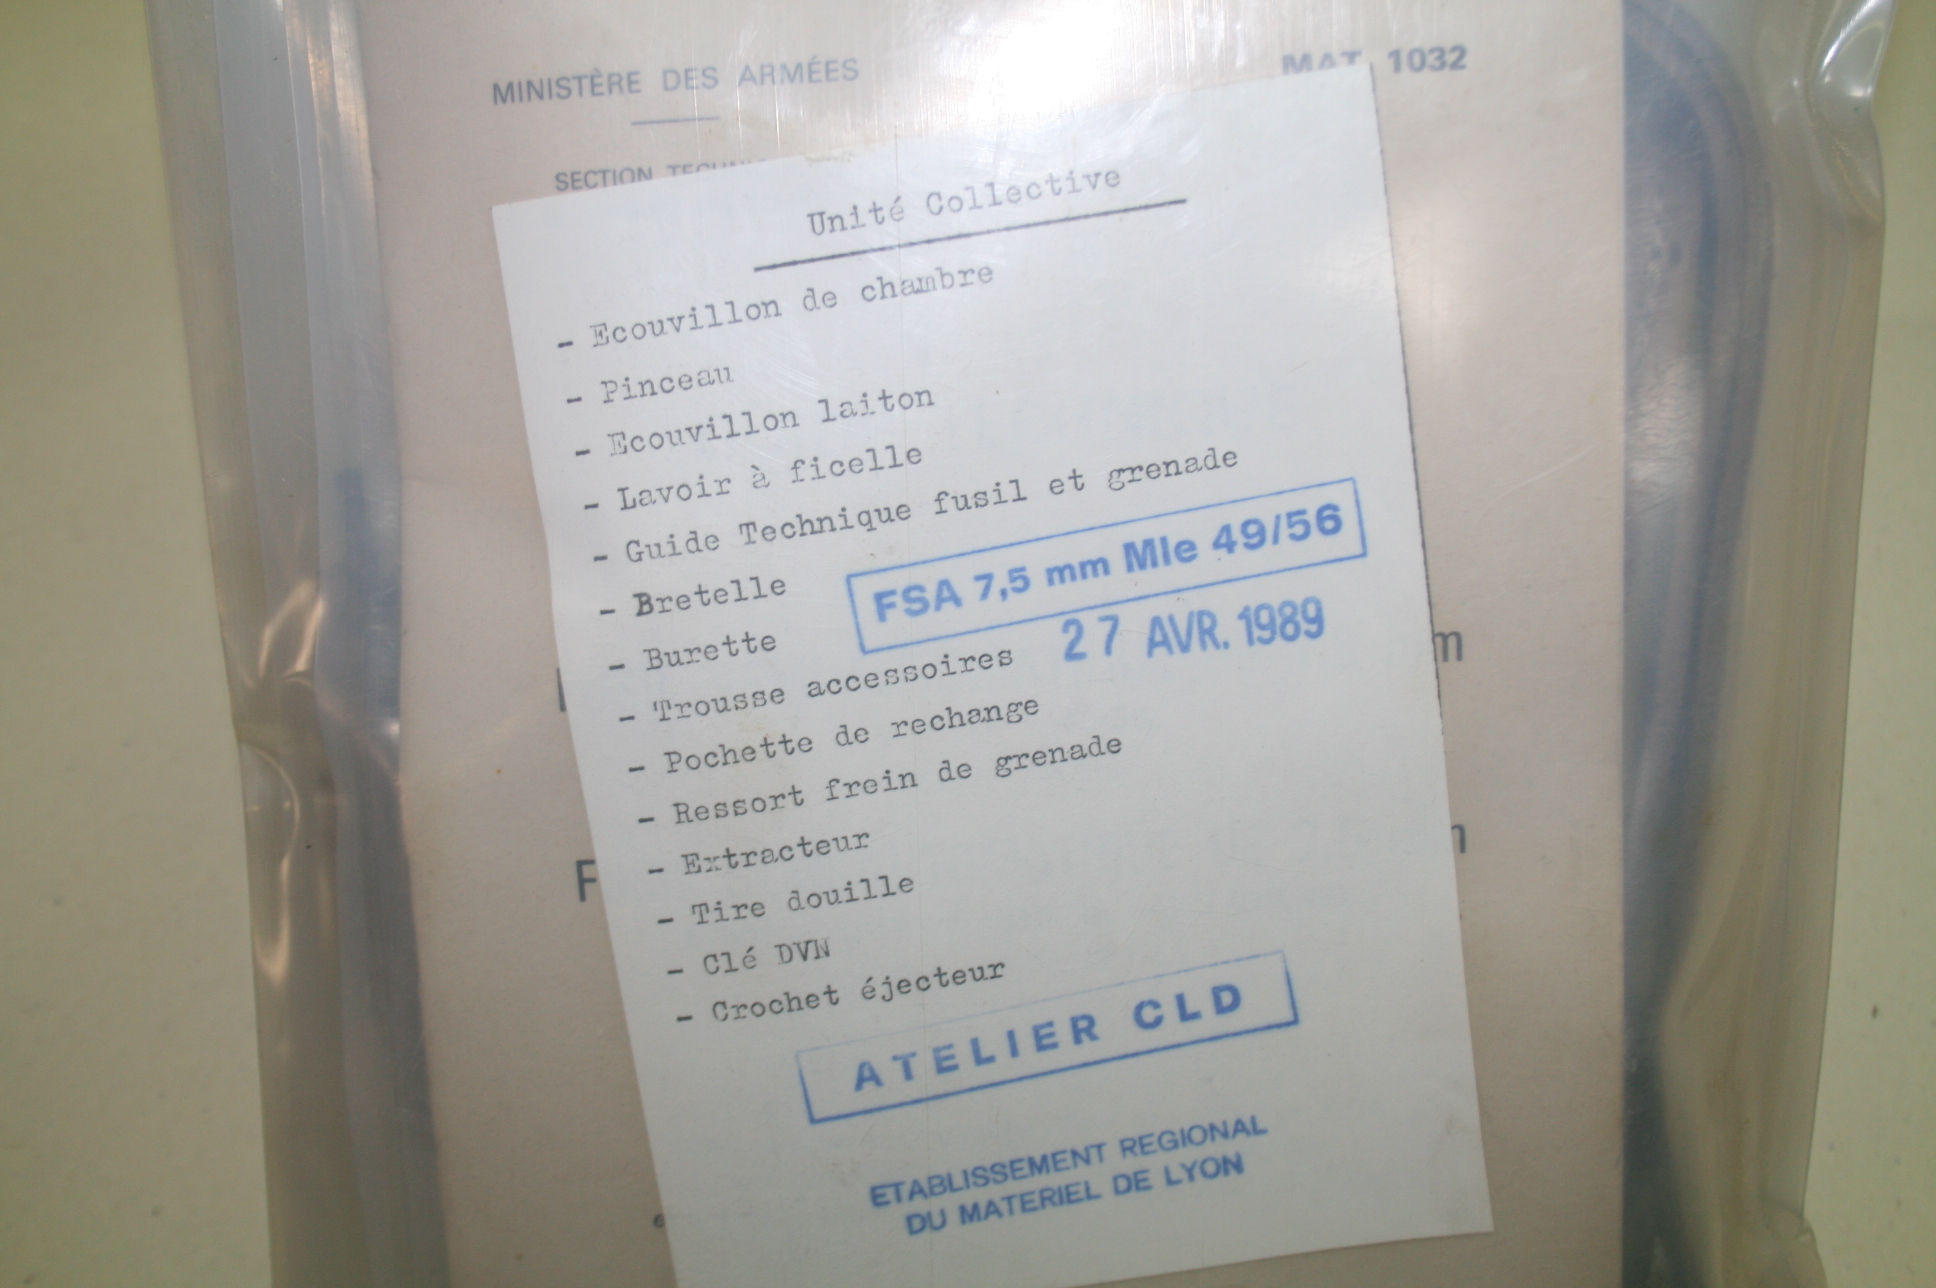 MINISTÈRE DES ARMÉES
MAT 1032
SECTION
Unité Collective
- Ecouvillon de chambre
- Pinceau
- Ecouvillon laiton
- Lavoir à ficelle
- Guide Technique fusil et grenade
- Bretelle
FSA 7,5 mm Mle 49/56
- Burette
27 AVR. 1989
- Trousse accessoires
- Pochette de rechange
- Ressort frein de grenade
- Extracteur
- Tire douille
- Clé DVN
- Crochet éjecteur
ATELIER CLD
ETABLISSEMENT REGIONAL
DU MATERIEL DE LYON